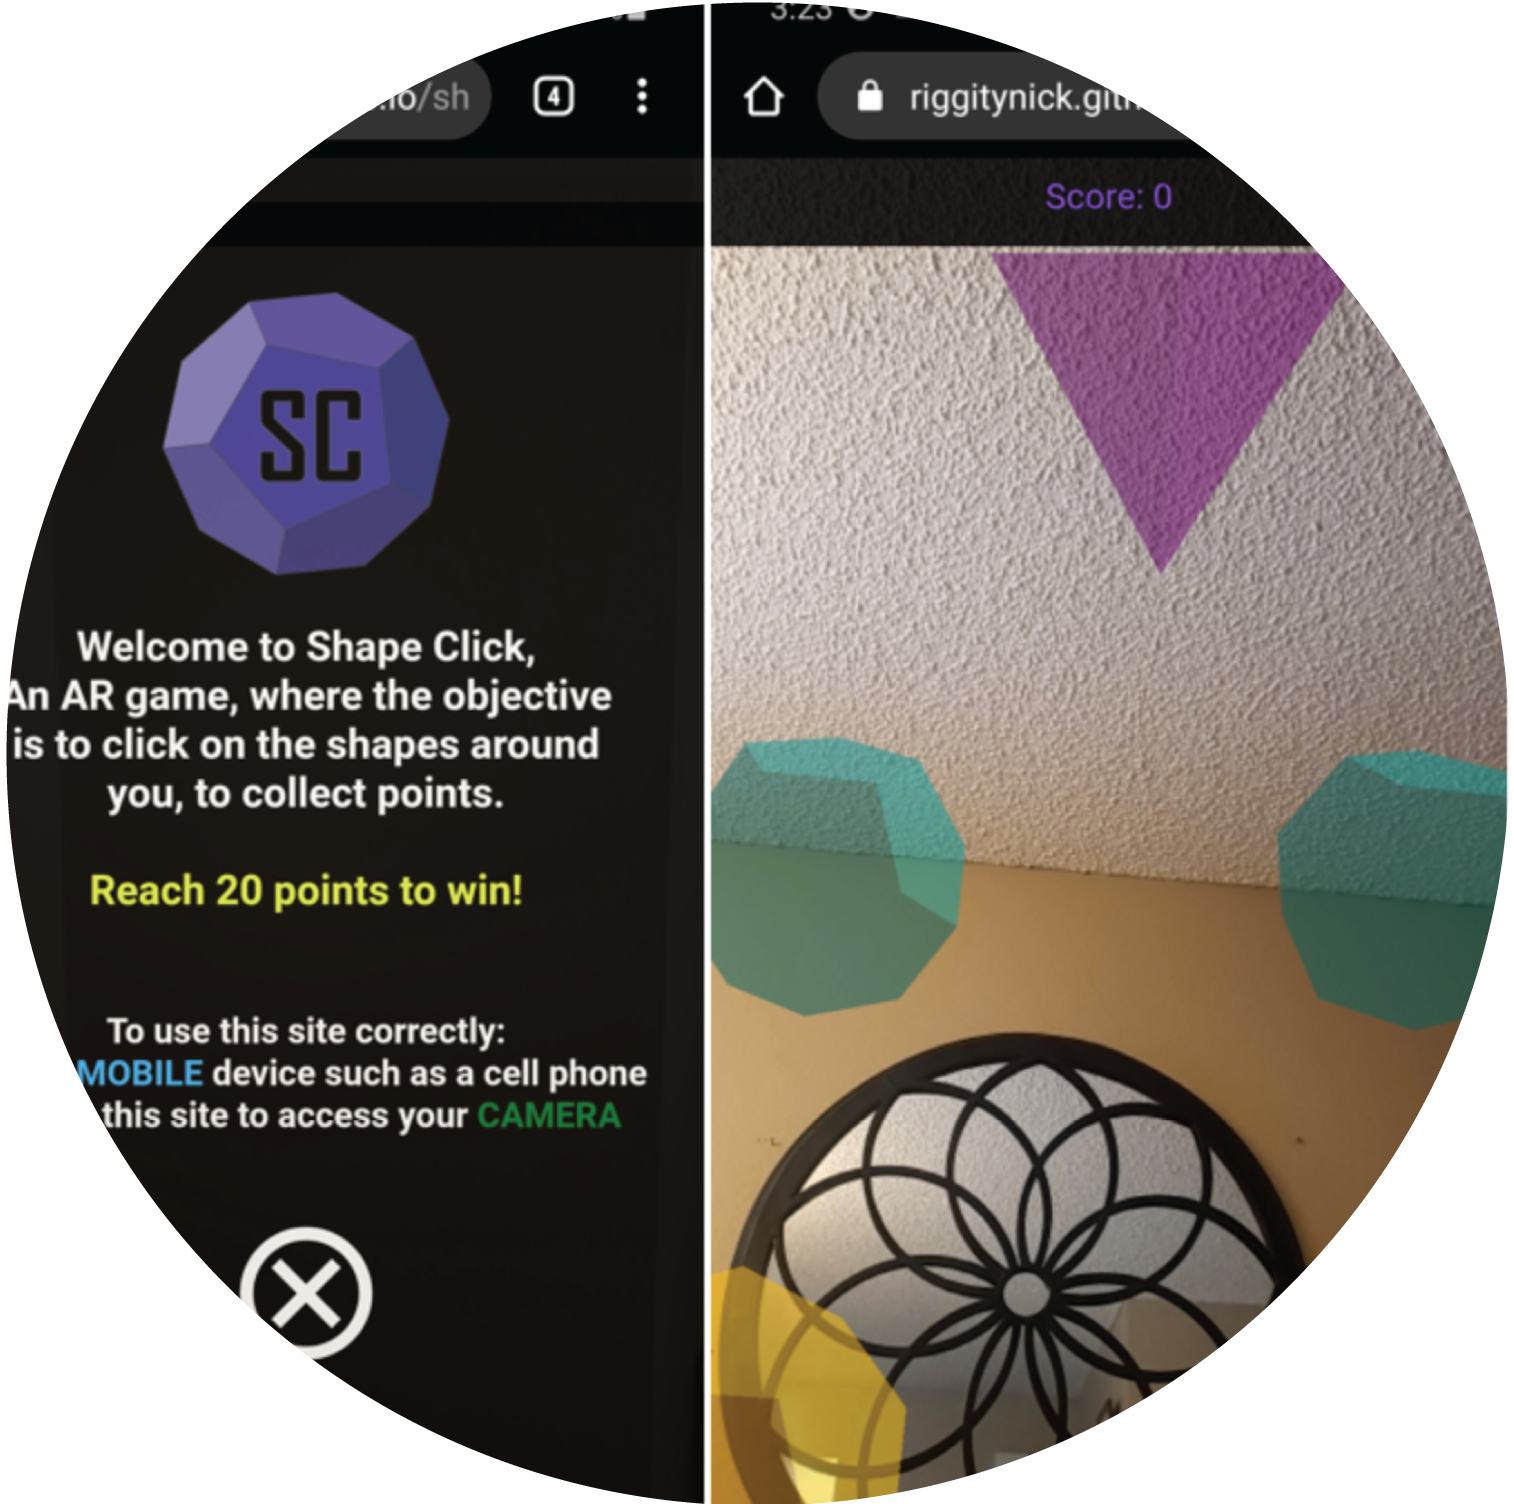 .io/sh
4
SC
Welcome to Shape Click,
An AR game, where the objective
is to click on the shapes around
you, to collect points.
Reach 20 points to win!
To use this site correctly:
MOBILE device such as a cell phone
this site to access your CAMERA
3:23
riggitynick.gith
Score: 0